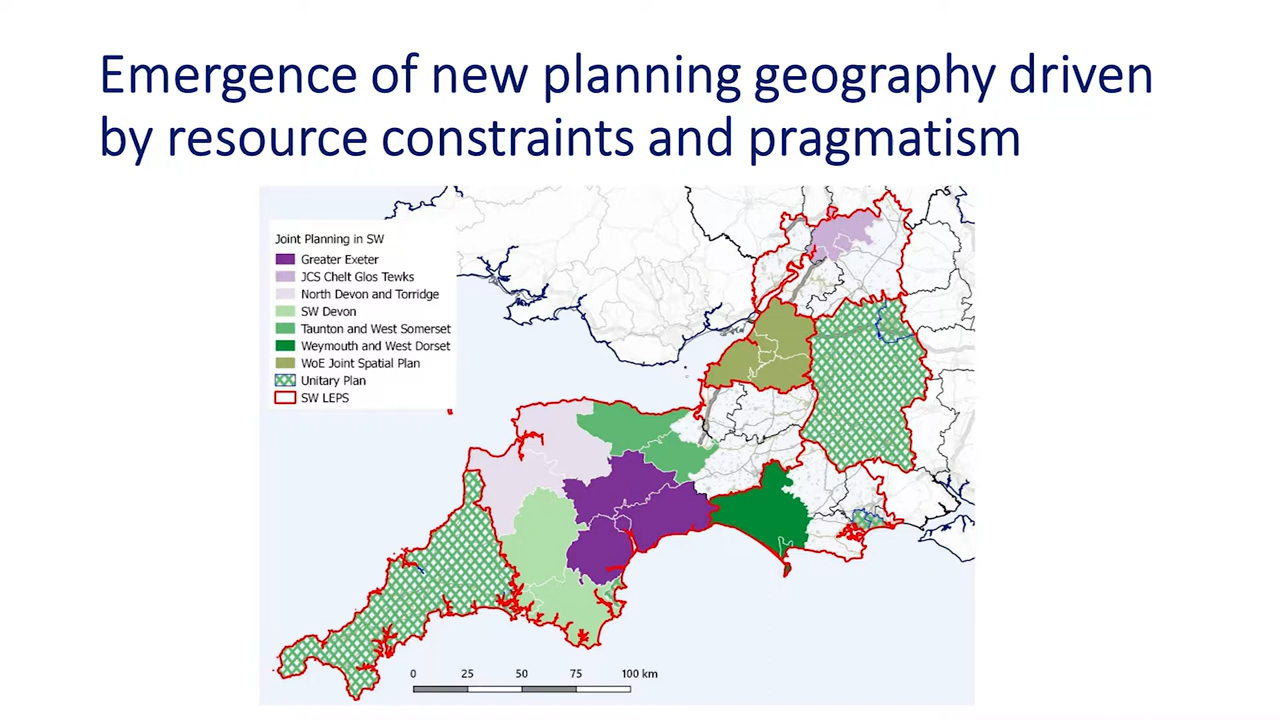 Emergence of new planning geography driven
by resource constraints and pragmatism
Joint Planning in SW
Greater Exeter
JCS Chelt Glos Tewks
North Devon and Torridge
SW Devon
Taunton and West Somerset
Weymouth and West Dorset
WoE Joint Spatial Plan
Unitary Plan
SW LEPS
0 25 50 75 100 km